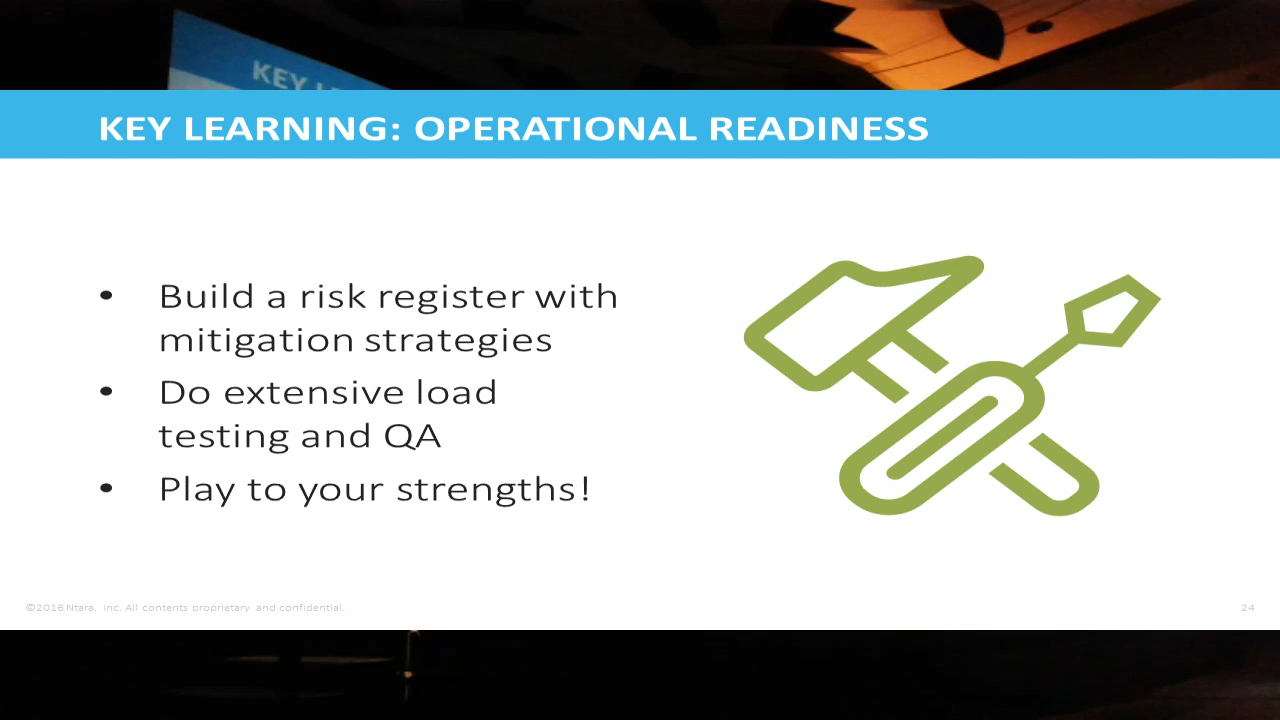 KEY L
KEY LEARNING: OPERATIONAL READINESS
• Build a risk register with
mitigation strategies
• Do extensive load
testing and QA
• Play to your strengths!
©2016 Ntara, Inc. All contents proprietary and confidential.
24